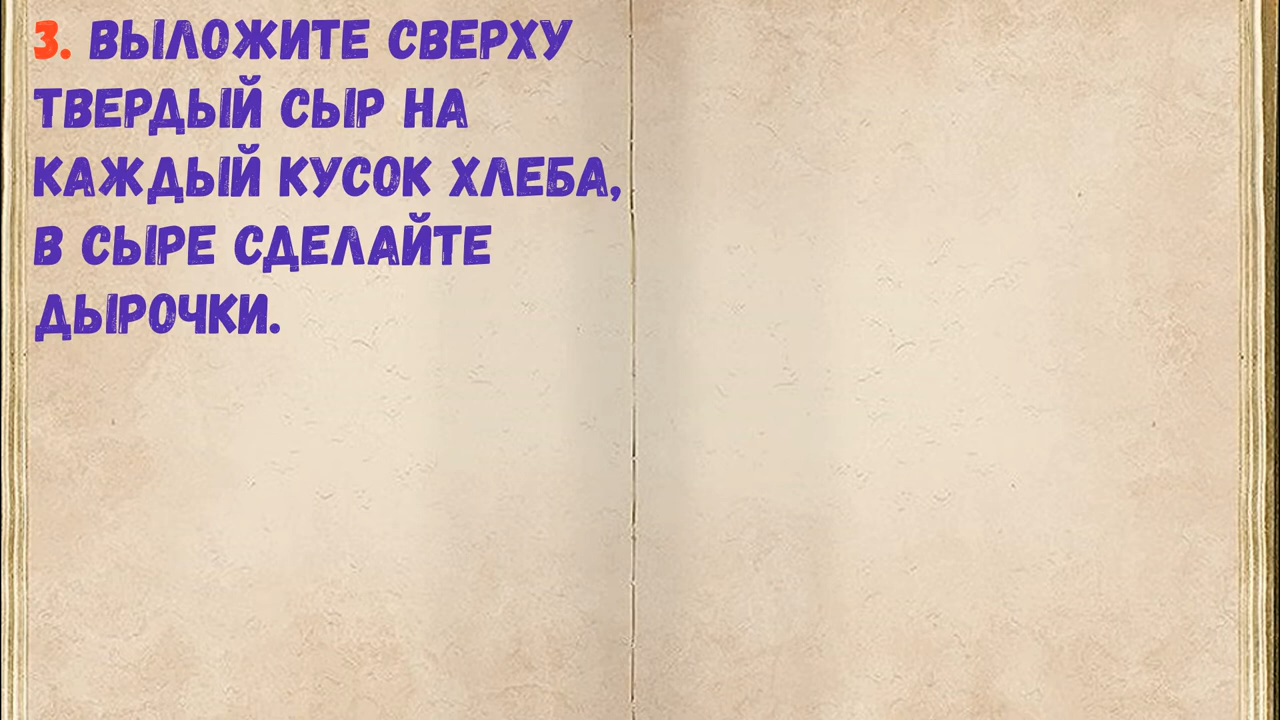 3. ВЫЛОЖИТЕ СВЕРХУ
ТВЕРДЫЙ СЫР НА
КАЖДЫЙ КУСОК ХЛЕБА,
В СЫРЕ СДЕЛАЙТЕ
ДЫРОЧКИ.